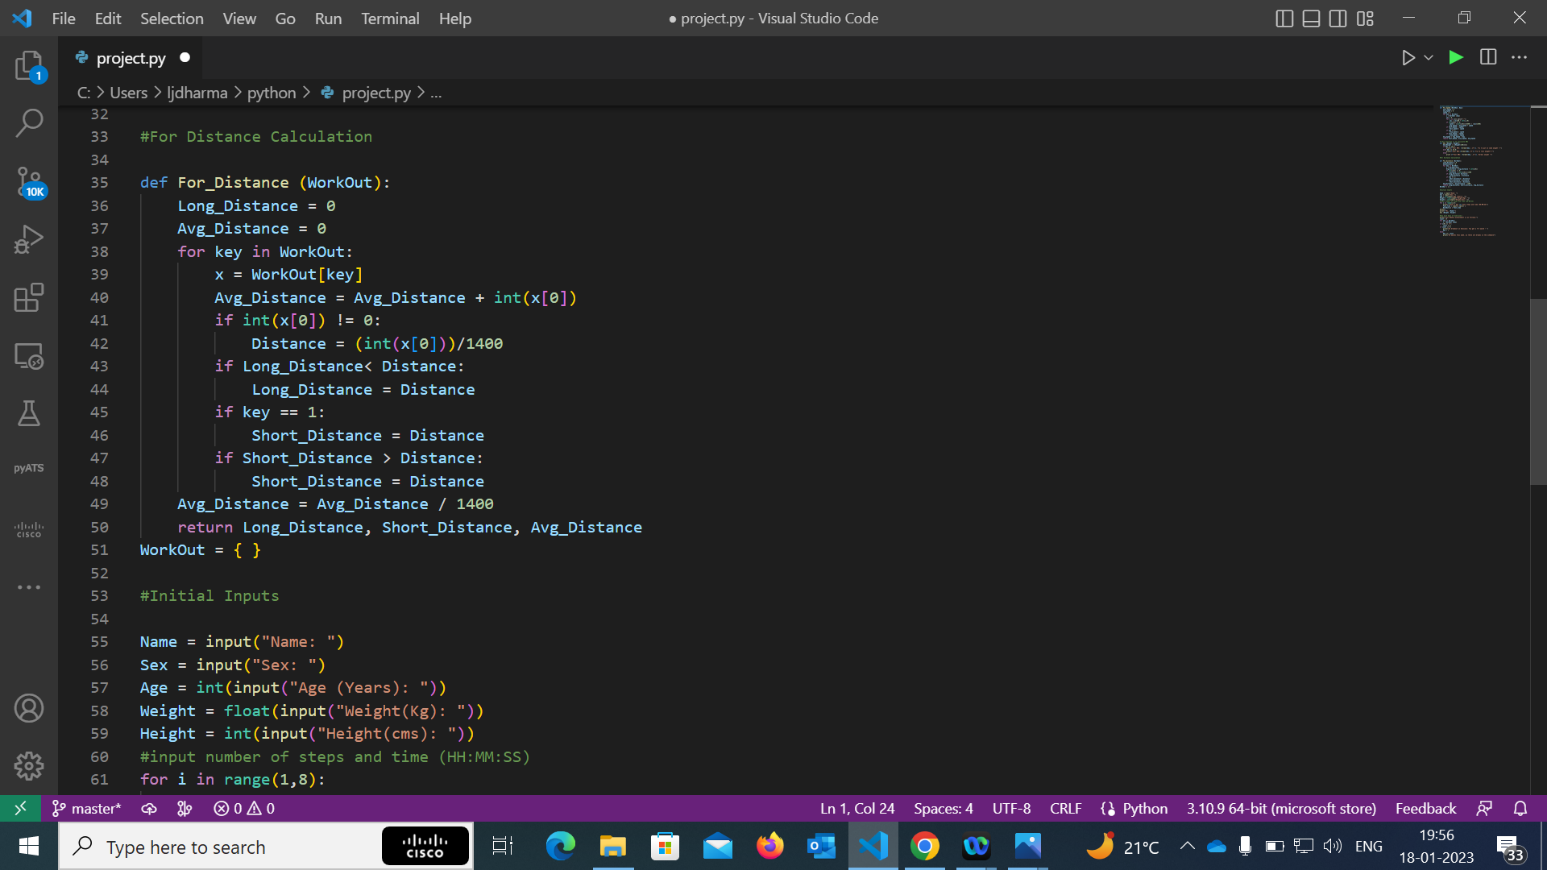 File Edit Selection View Go Run Terminal Help ● project.py - Visual Studio Code
project.py ●
1
C: > Users > ljdharma > python > project.py > ...
32
33 #For Distance Calculation
34
35 def For_Distance (WorkOut):
36     Long_Distance = 0
37     Avg_Distance = 0
38     for key in WorkOut:
39         x = WorkOut[key]
40         Avg_Distance = Avg_Distance + int(x[0])
41         if int(x[0]) != 0:
42             Distance = (int(x[0]))/1400
43         if Long_Distance< Distance:
44             Long_Distance = Distance
45         if key == 1:
46             Short_Distance = Distance
47         if Short_Distance > Distance:
48             Short_Distance = Distance
49     Avg_Distance = Avg_Distance / 1400
50     return Long_Distance, Short_Distance, Avg_Distance
51 WorkOut = { }
52
53 #Initial Inputs
54
55 Name = input("Name: ")
56 Sex = input("Sex: ")
57 Age = int(input("Age (Years): "))
58 Weight = float(input("Weight(Kg): "))
59 Height = int(input("Height(cms): "))
60 #input number of steps and time (HH:MM:SS)
61 for i in range(1,8):
10K
pyATS
CISCO
master* 0 0 Ln 1, Col 24 Spaces: 4 UTF-8 CRLF Python 3.10.9 64-bit (microsoft store) Feedback
Type here to search
CISCO
21°C ENG
19:56
18-01-2023
33